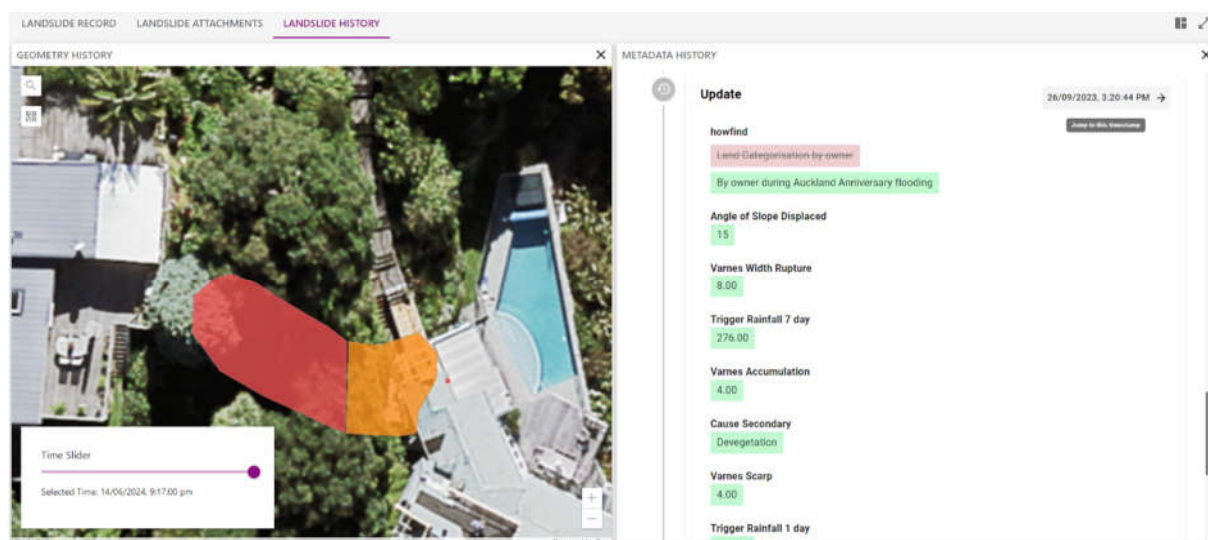 LANDSLIDE RECORD LANDSLIDE ATTACHMENTS LANDSLIDE HISTORY
GEOMETRY HISTORY
Time Slider
Selected Time: 14/06/2024, 9:17:00 pm
METADATA HISTORY
Update
26/09/2023, 3:20:44 PM →
Jump to this timestamp
howfind
Land Categorisation by owner
By owner during Auckland Anniversary flooding
Angle of Slope Displaced
15
Varnes Width Rupture
8.00
Trigger Rainfall 7 day
276.00
Varnes Accumulation
4.00
Cause Secondary
Devegetation
Varnes Scarp
4.00
Trigger Rainfall 1 day